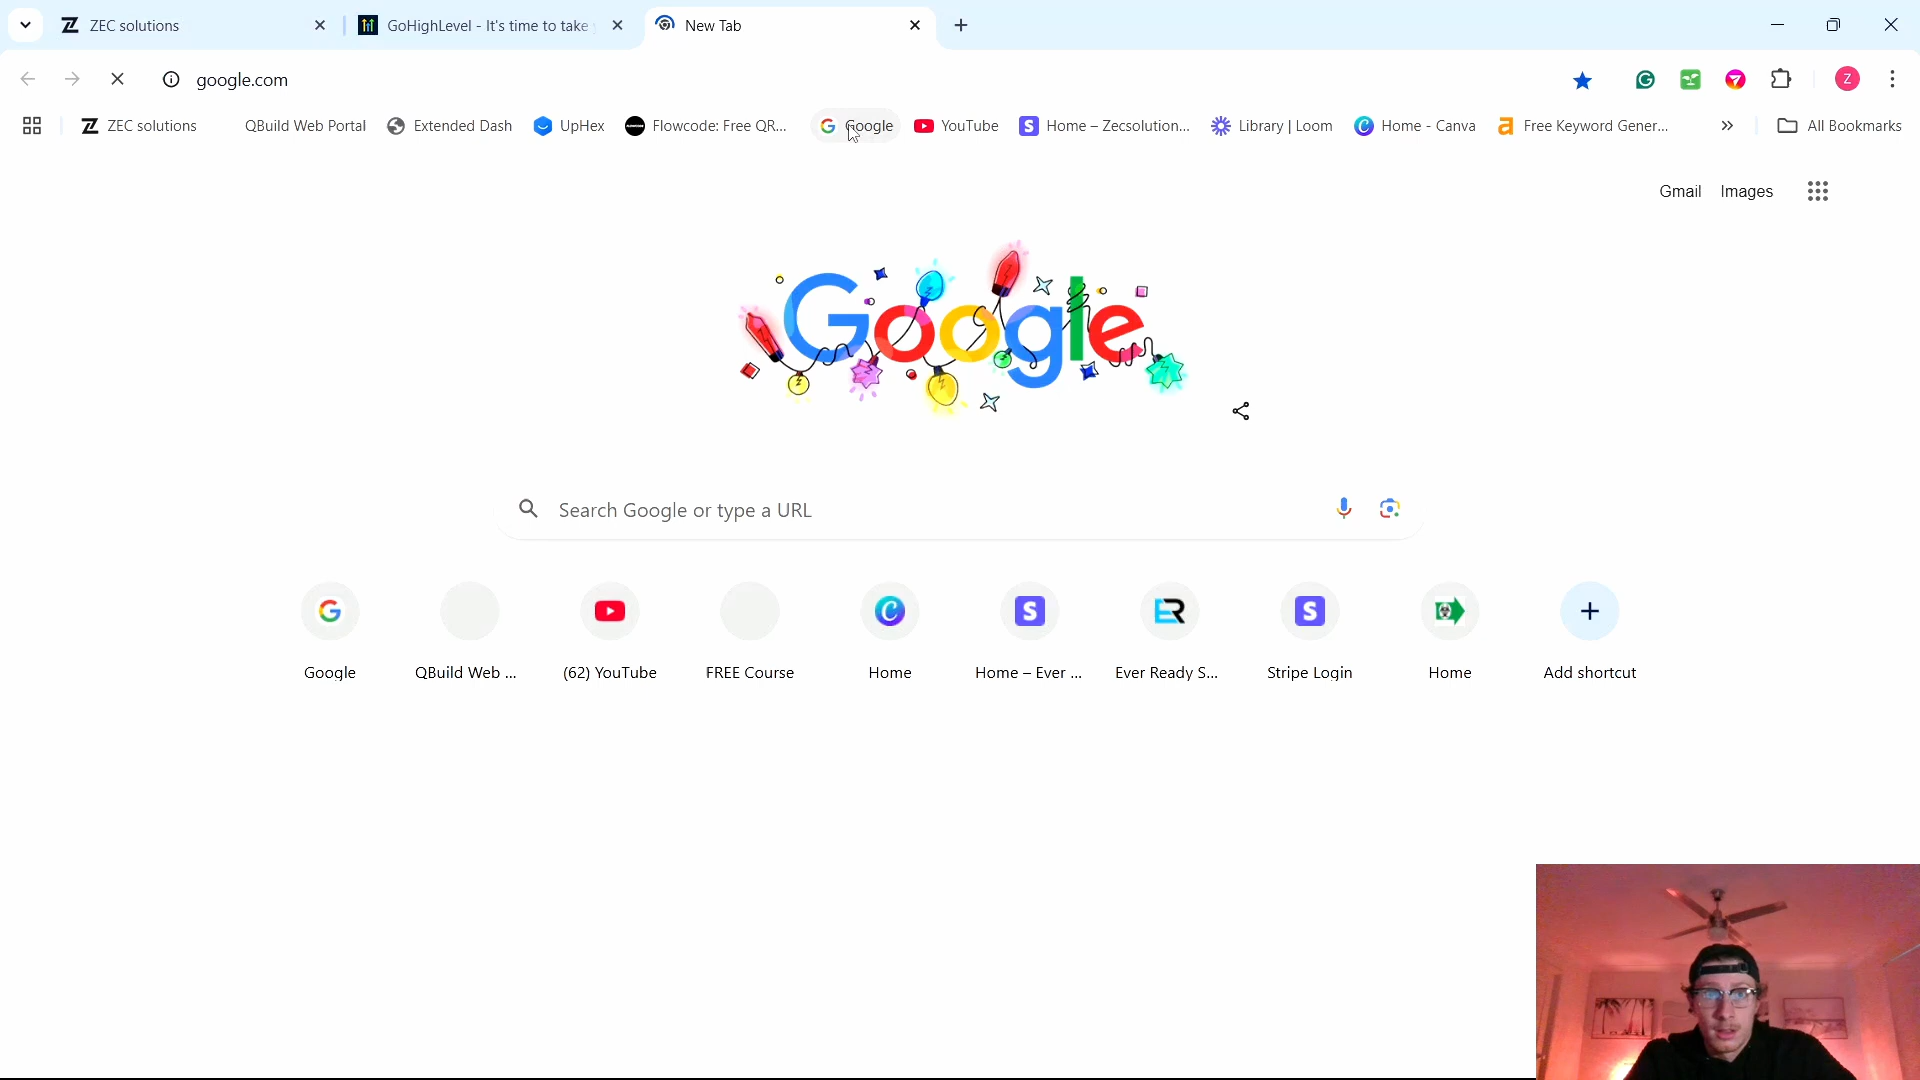 ZEC solutions
GoHighLevel - It's time to take
New Tab
google.com
Z
ZEC solutions
QBuild Web Portal
Extended Dash
UpHex
Flowcode: Free QR...
Google
YouTube
Home – Zecsolution...
Library | Loom
Home - Canva
Free Keyword Gener...
All Bookmarks
Gmail
Images
Google
Search Google or type a URL
Google
QBuild Web ...
(62) YouTube
FREE Course
Home
Home – Ever ...
Ever Ready S...
Stripe Login
Home
Add shortcut